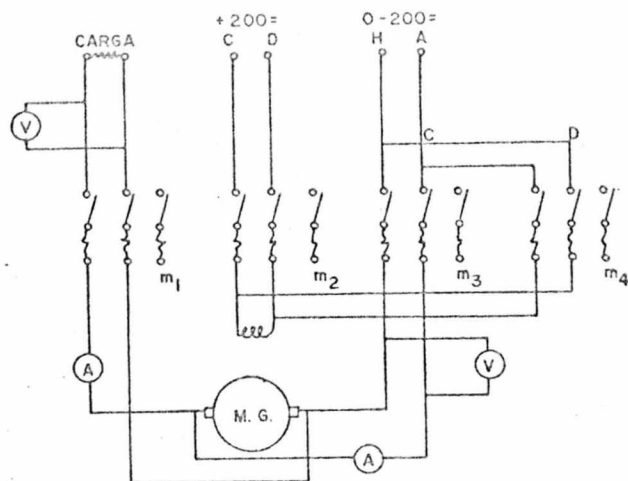 +200= 0-200=
CARGA C D H A
V
C D
m1 m2 m3 m4
V
A
M. G.
A